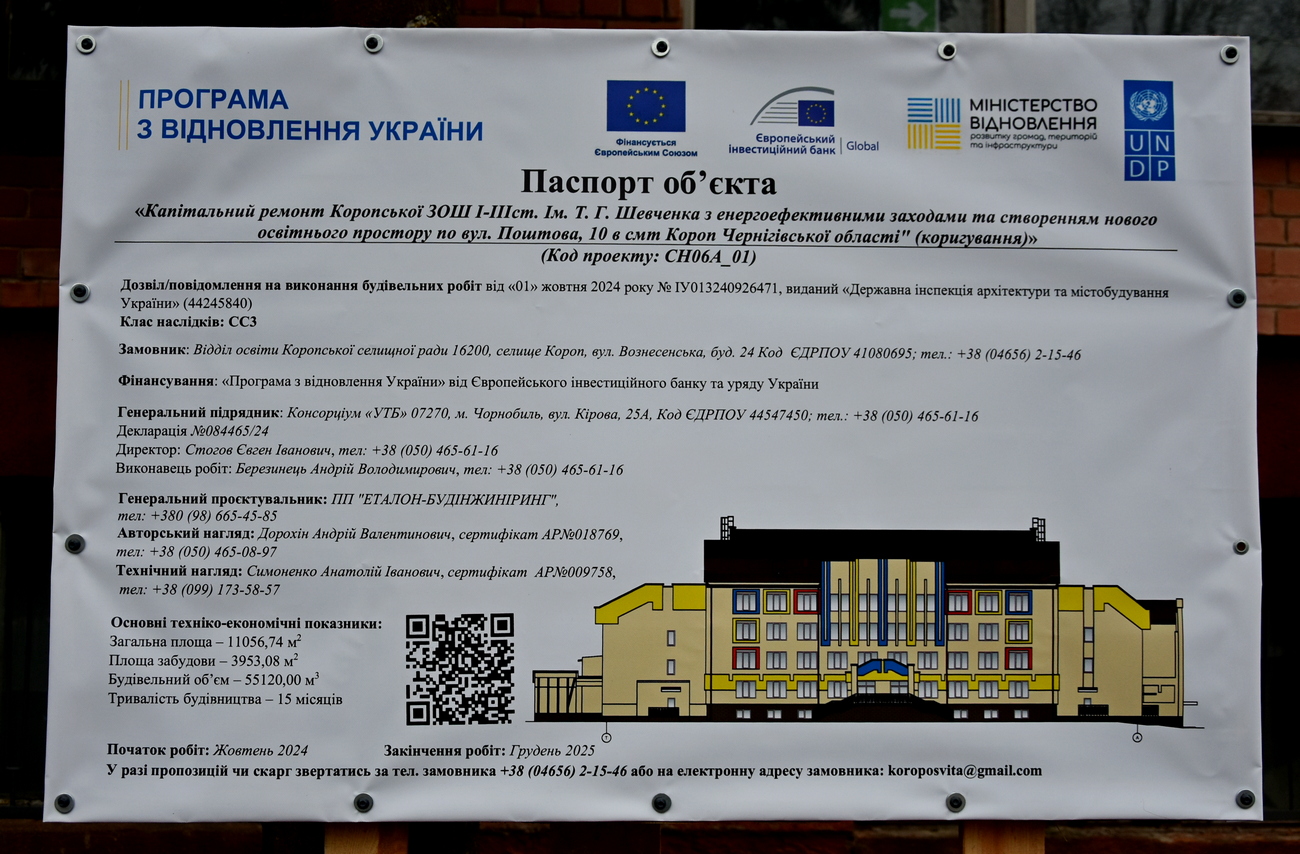 ПРОГРАМА
З ВІДНОВЛЕННЯ УКРАЇНИ
Фінансується
Європейським Союзом
Європейський
інвестиційний банк | Global
МІНІСТЕРСТВО
ВІДНОВЛЕННЯ
розвитку громад, територій
та інфраструктури
U N
D P
Паспорт об’єкта
«Капітальний ремонт Коропської ЗОШ І-ІІІст. Ім. Т. Г. Шевченка з енергоефективними заходами та створенням нового
освітнього простору по вул. Поштова, 10 в смт Короп Чернігівської області" (коригування)»
(Код проекту: CH06A_01)
Дозвіл/повідомлення на виконання будівельних робіт від «01» жовтня 2024 року № ІУ013240926471, виданий «Державна інспекція архітектури та містобудування
України» (44245840)
Клас наслідків: СС3
Замовник: Відділ освіти Коропської селищної ради 16200, селище Короп, вул. Вознесенська, буд. 24 Код ЄДРПОУ 41080695; тел.: +38 (04656) 2-15-46
Фінансування: «Програма з відновлення України» від Європейського інвестиційного банку та уряду України
Генеральний підрядник: Консорціум «УТБ» 07270, м. Чорнобиль, вул. Кірова, 25А, Код ЄДРПОУ 44547450; тел.: +38 (050) 465-61-16
Декларація №084465/24
Директор: Стогов Євген Іванович, тел: +38 (050) 465-61-16
Виконавець робіт: Березинець Андрій Володимирович, тел: +38 (050) 465-61-16
Генеральний проєктувальник: ПП "ЕТАЛОН-БУДІНЖИНІРИНГ",
тел: +380 (98) 665-45-85
Авторський нагляд: Дорохін Андрій Валентинович, сертифікат АР№018769,
тел: +38 (050) 465-08-97
Технічний нагляд: Симоненко Анатолій Іванович, сертифікат АР№009758,
тел: +38 (099) 173-58-57
Основні техніко-економічні показники:
Загальна площа – 11056,74 м²
Площа забудови – 3953,08 м²
Будівельний об’єм – 55120,00 м³
Тривалість будівництва – 15 місяців
Початок робіт: Жовтень 2024 Закінчення робіт: Грудень 2025
У разі пропозицій чи скарг звертатись за тел. замовника +38 (04656) 2-15-46 або на електронну адресу замовника: koroposvita@gmail.com